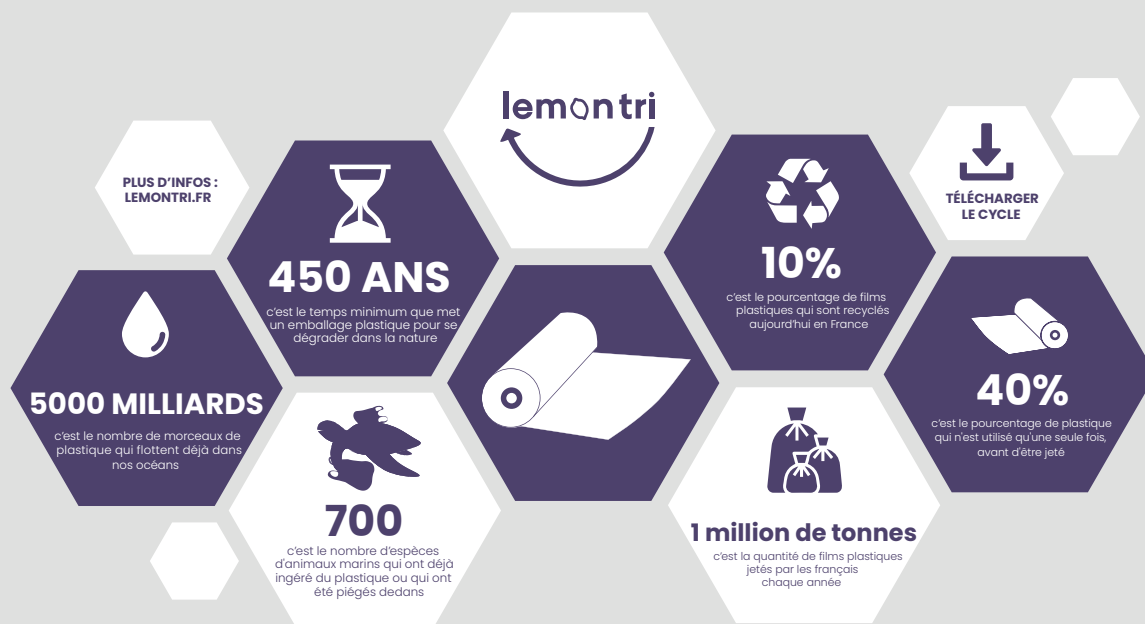 lemontri
PLUS D'INFOS :
LEMONTRI.FR
450 ANS
c'est le temps minimum que met
un emballage plastique pour se
dégrader dans la nature
10%
c'est le pourcentage de films
plastiques qui sont recyclés
aujourd'hui en France
TÉLÉCHARGER
LE CYCLE
5000 MILLIARDS
c'est le nombre de morceaux de
plastique qui flottent déjà dans
nos océans
40%
c'est le pourcentage de plastique
qui n'est utilisé qu'une seule fois,
avant d'être jeté
700
c'est le nombre d'espèces
d'animaux marins qui ont déjà
ingéré du plastique ou qui ont
été piégés dedans
1 million de tonnes
c'est la quantité de films plastiques
jetés par les français
chaque année